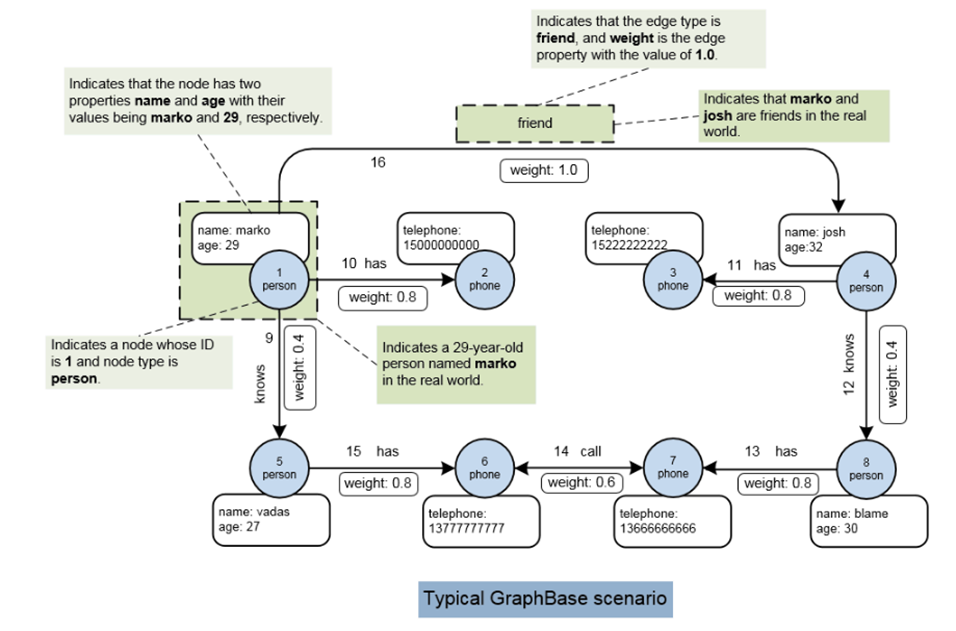 Indicates that the edge type is
friend, and weight is the edge
property with the value of 1.0.
Indicates that the node has two
properties name and age with their
values being marko and 29, respectively.
friend
Indicates that marko and
josh are friends in the real
world.
16
weight: 1.0
name: marko
age: 29
telephone:
15000000000
telephone:
15222222222
name: josh
age:32
1
person
10 has
weight: 0.8
2
phone
3
phone
11 has
weight: 0.8
4
person
Indicates a node whose ID
is 1 and node type is
person.
9
knows
weight: 0.4
Indicates a 29-year-old
person named marko
in the real world.
12 knows
weight: 0.4
5
person
15 has
weight: 0.8
6
phone
14 call
weight: 0.6
7
phone
13 has
weight: 0.8
8
person
name: vadas
age: 27
telephone:
13777777777
telephone:
13666666666
name: blame
age: 30
Typical GraphBase scenario